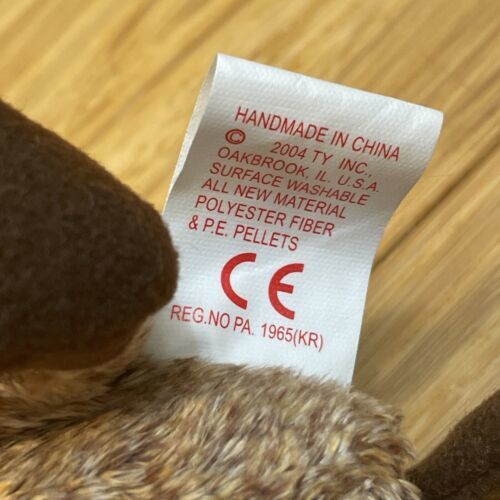 HANDMADE IN CHINA
© 2004 TY INC.,
OAKBROOK, IL. U.S.A.
SURFACE WASHABLE
ALL NEW MATERIAL
POLYESTER FIBER
& P.E. PELLETS
CE
REG.NO PA. 1965(KR)